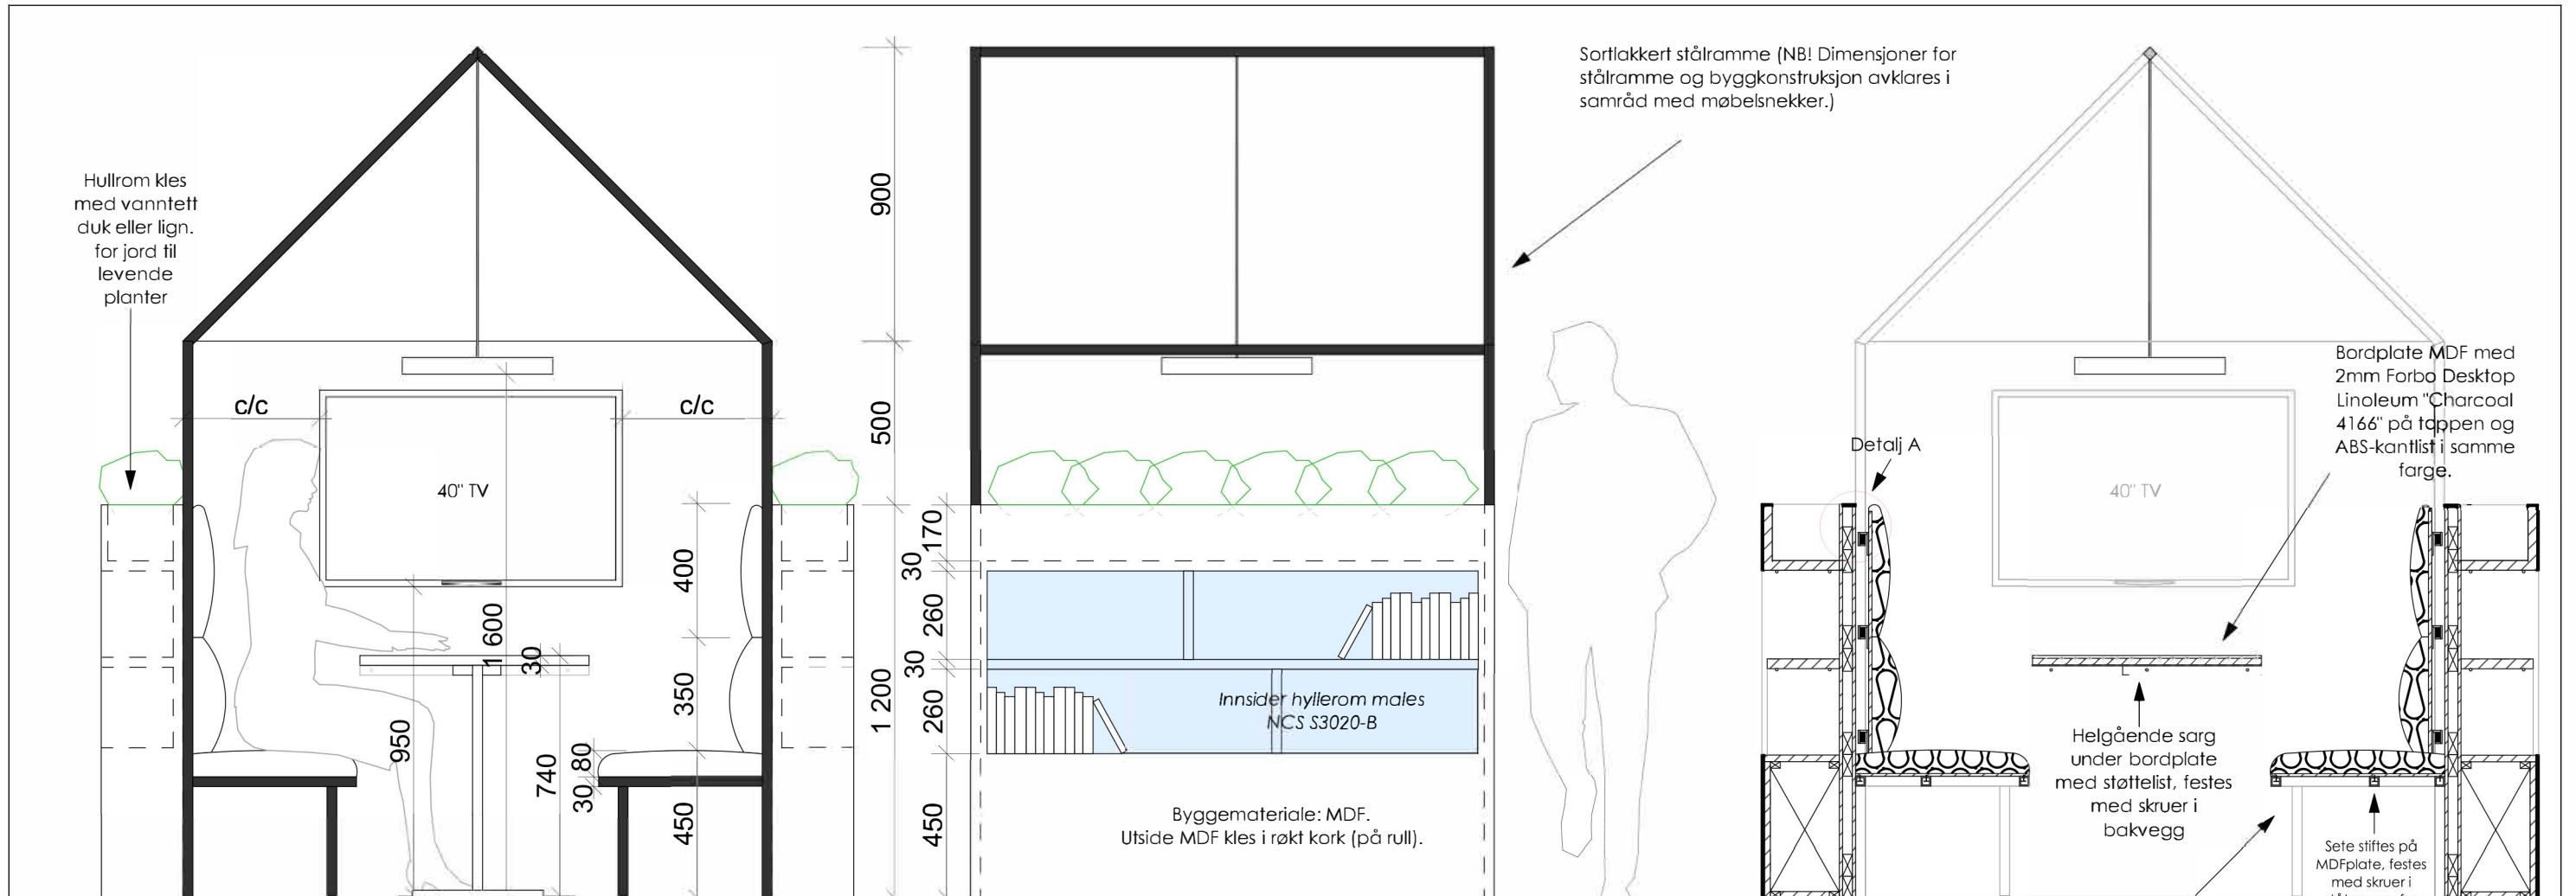 Hullrom kles
med vanntett
duk eller lign.
for jord til
levende
planter
c/c
c/c
40" TV
400
1 600
30
350
950
740
80
30
450
900
500
1 200
170
30
260
30
260
450
Innsider hyllerom males
NCS S3020-B
Byggemateriale: MDF.
Utside MDF kles i røkt kork (på rull).
Sortlakkert stålramme (NB! Dimensjoner for
stålramme og byggkonstruksjon avklares i
samråd med møbelsnekker.)
Detalj A
40" TV
Bordplate MDF med
2mm Forbo Desktop
Linoleum "Charcoal
4166" på toppen og
ABS-kantlist i samme
farge.
Helgående sarg
under bordplate
med støttelist, festes
med skruer i
bakvegg
Sete stiftes på
MDFplate, festes
med skruer i